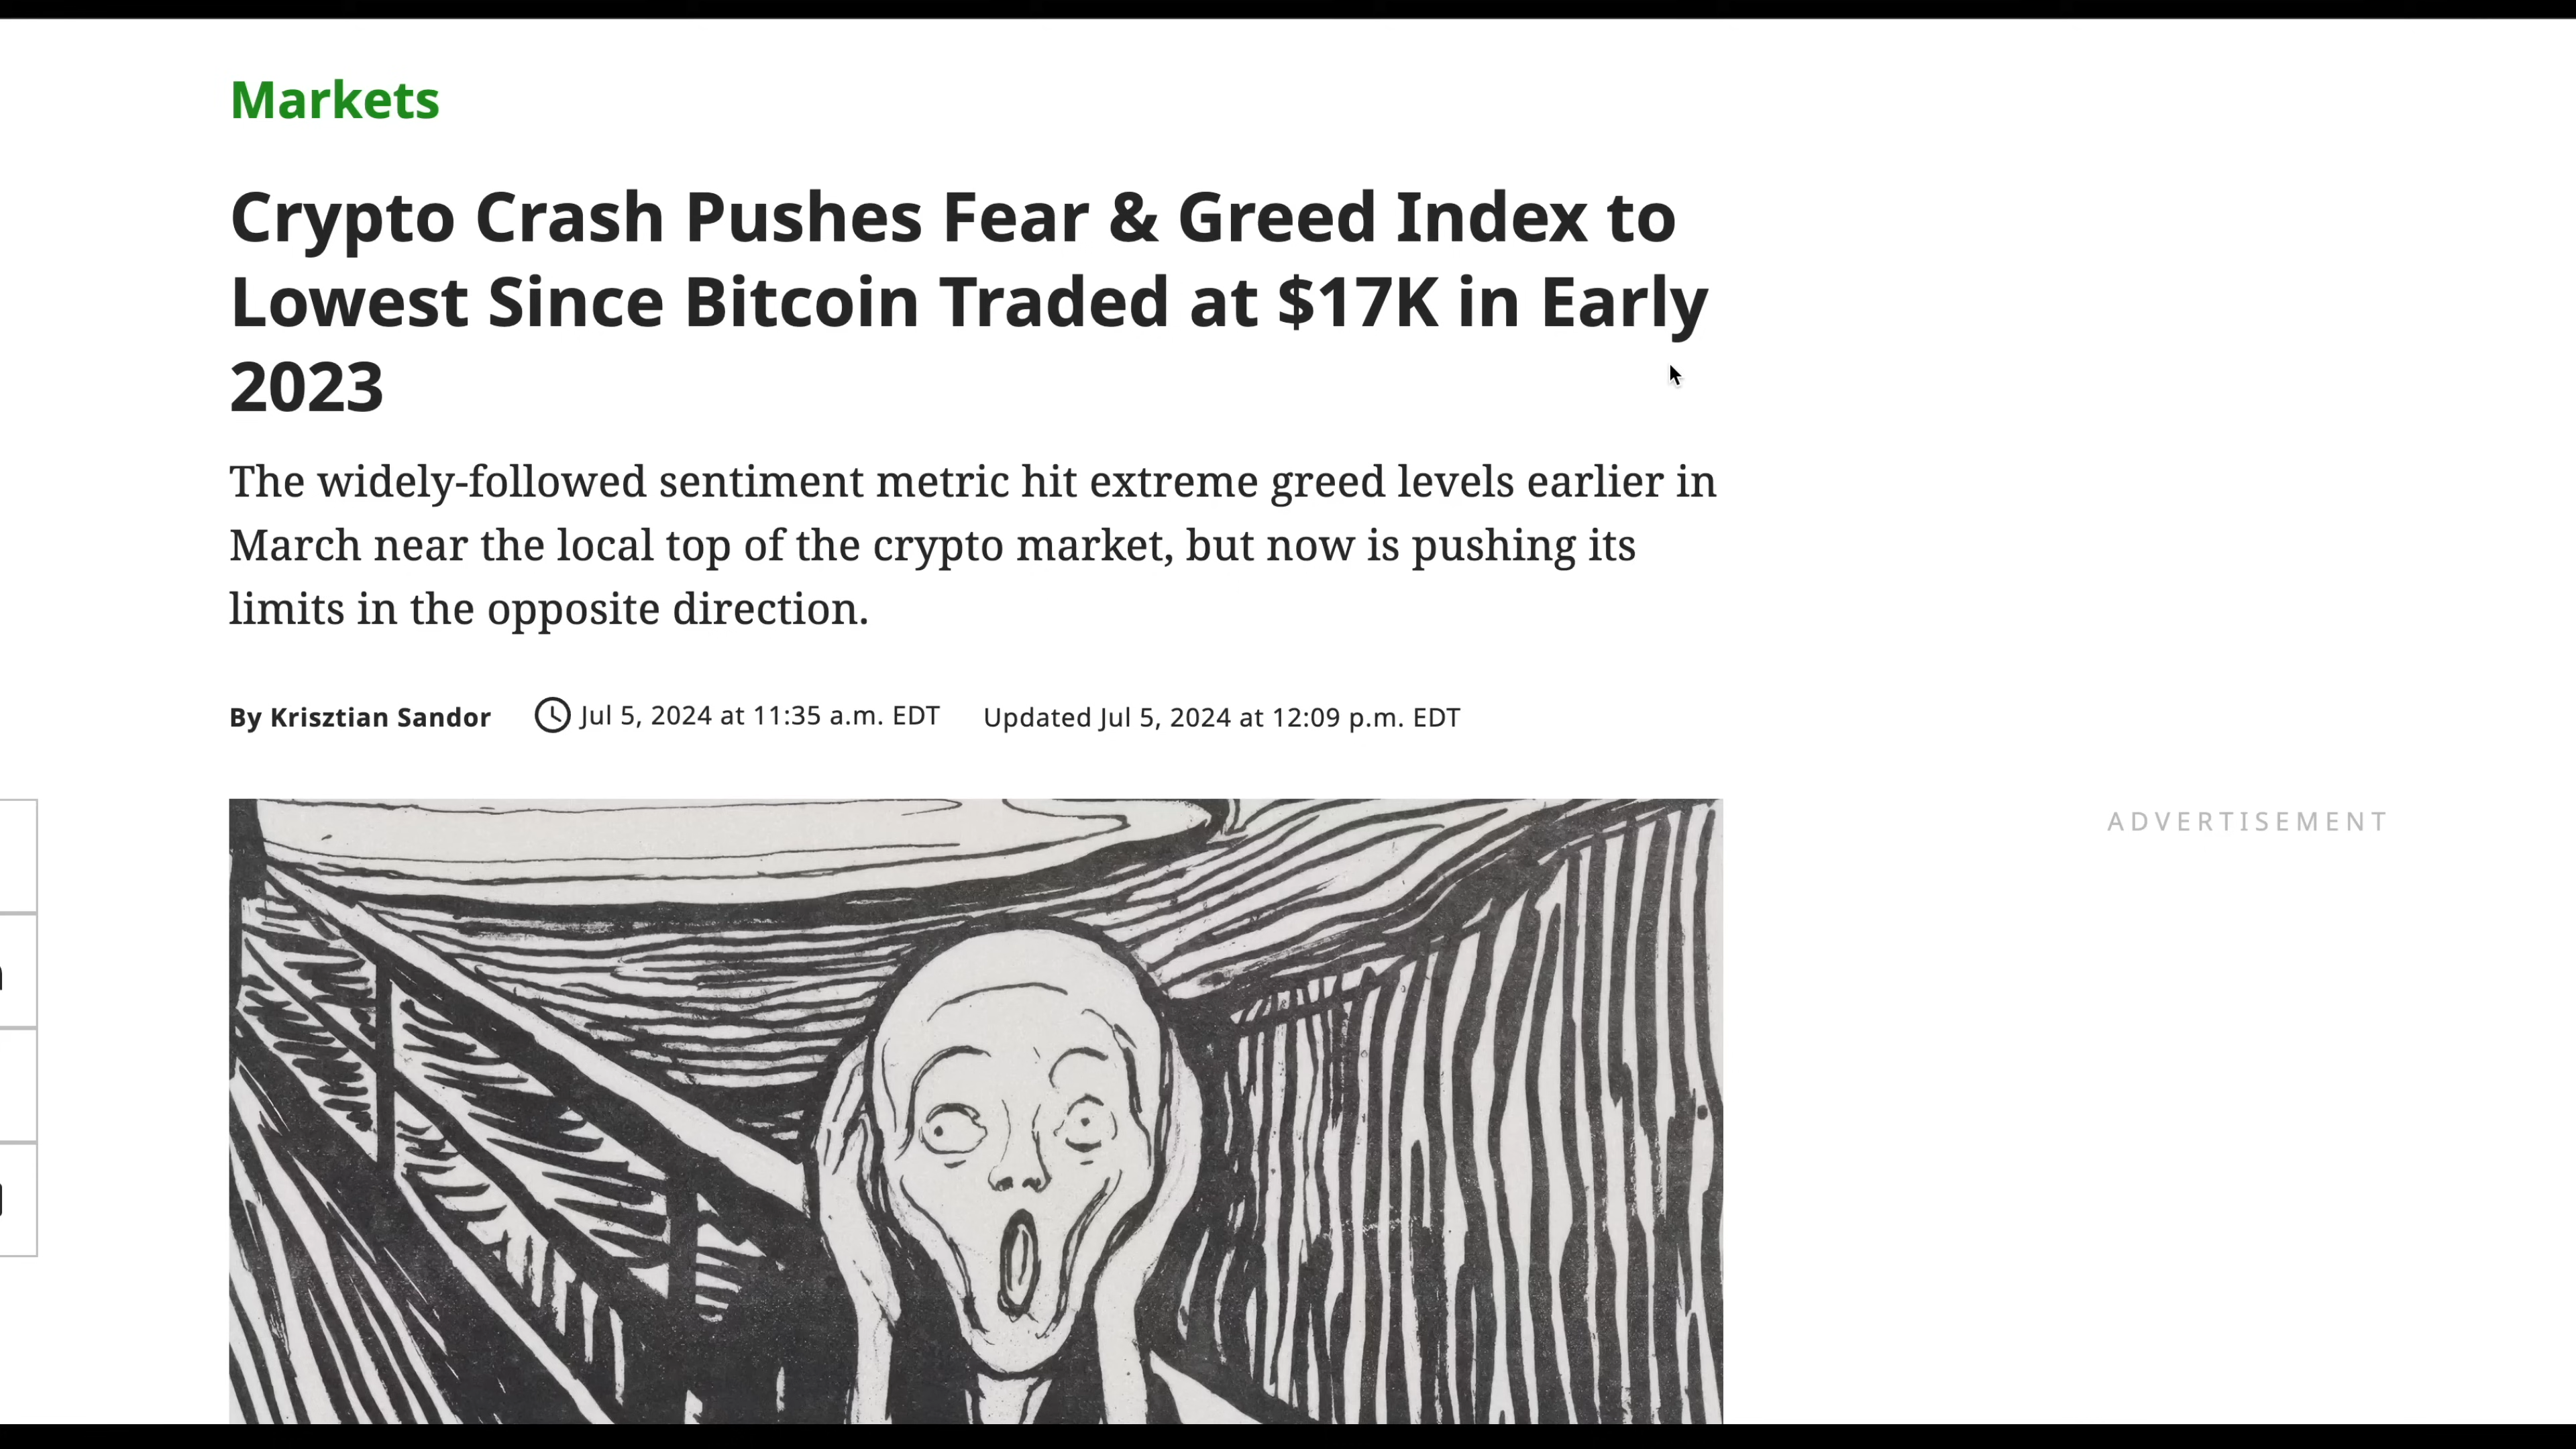 Markets
Crypto Crash Pushes Fear & Greed Index to
Lowest Since Bitcoin Traded at $17K in Early
2023
The widely-followed sentiment metric hit extreme greed levels earlier in
March near the local top of the crypto market, but now is pushing its
limits in the opposite direction.
By Krisztian Sandor Jul 5, 2024 at 11:35 a.m. EDT Updated Jul 5, 2024 at 12:09 p.m. EDT
ADVERTISEMENT